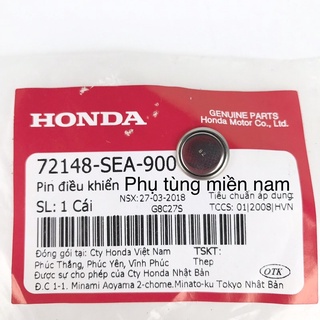 HONDA
GENUINE PARTS
Honda Motor Co., Ltd.
72148-SEA-900
Pin điều khiển Phụ tùng miền nam
SL: 1 Cái
NSX: 27-03-2018
G8C27S
Tiêu chuẩn áp dụng:
TCCS: 01|2008|HVN
Đóng gói tại: Cty Honda Việt Nam
TSKT:
Phúc Thắng, Phúc Yên, Vĩnh Phúc
Thep
Được sự cho phép của Cty Honda Nhật Bản
OTK
Đ.C 1-1. Minami Aoyama 2-chome.Minato-ku Tokyo Nhật Bản